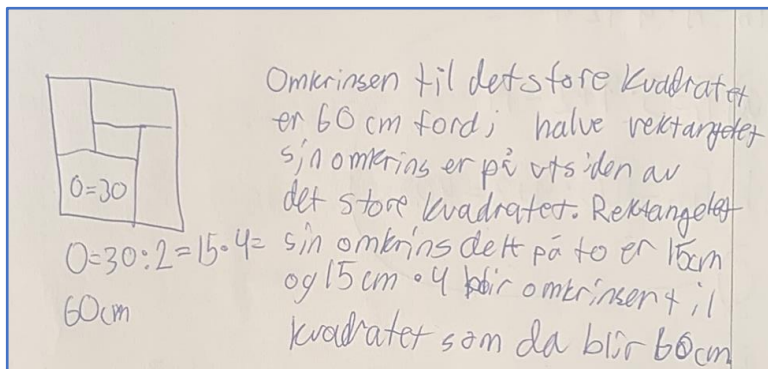 Omkrinsen til det store kvadratet
er 60 cm fordi halve rektangelet
sin omkrins er på utsiden av
det store kvadratet. Rektangelet
sin omkrins delt på to er 15cm
og 15 cm • 4 blir omkrinsen til
kvadratet som da blir 60cm
O=30
O=30:2=15•4=
60cm